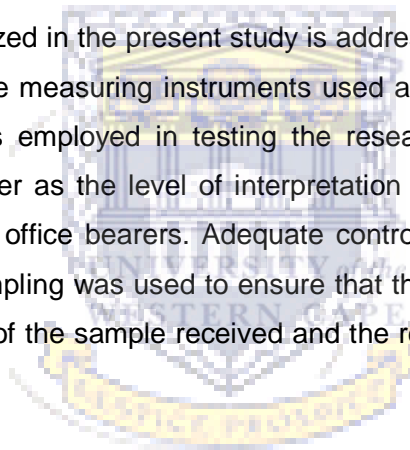 zed in the present study is addre
e measuring instruments used a
s employed in testing the resea
er as the level of interpretation
office bearers. Adequate contro
pling was used to ensure that th
of the sample received and the re
UNIVERSITY of the
WESTERN CAPE
RESPICE PROSPICE